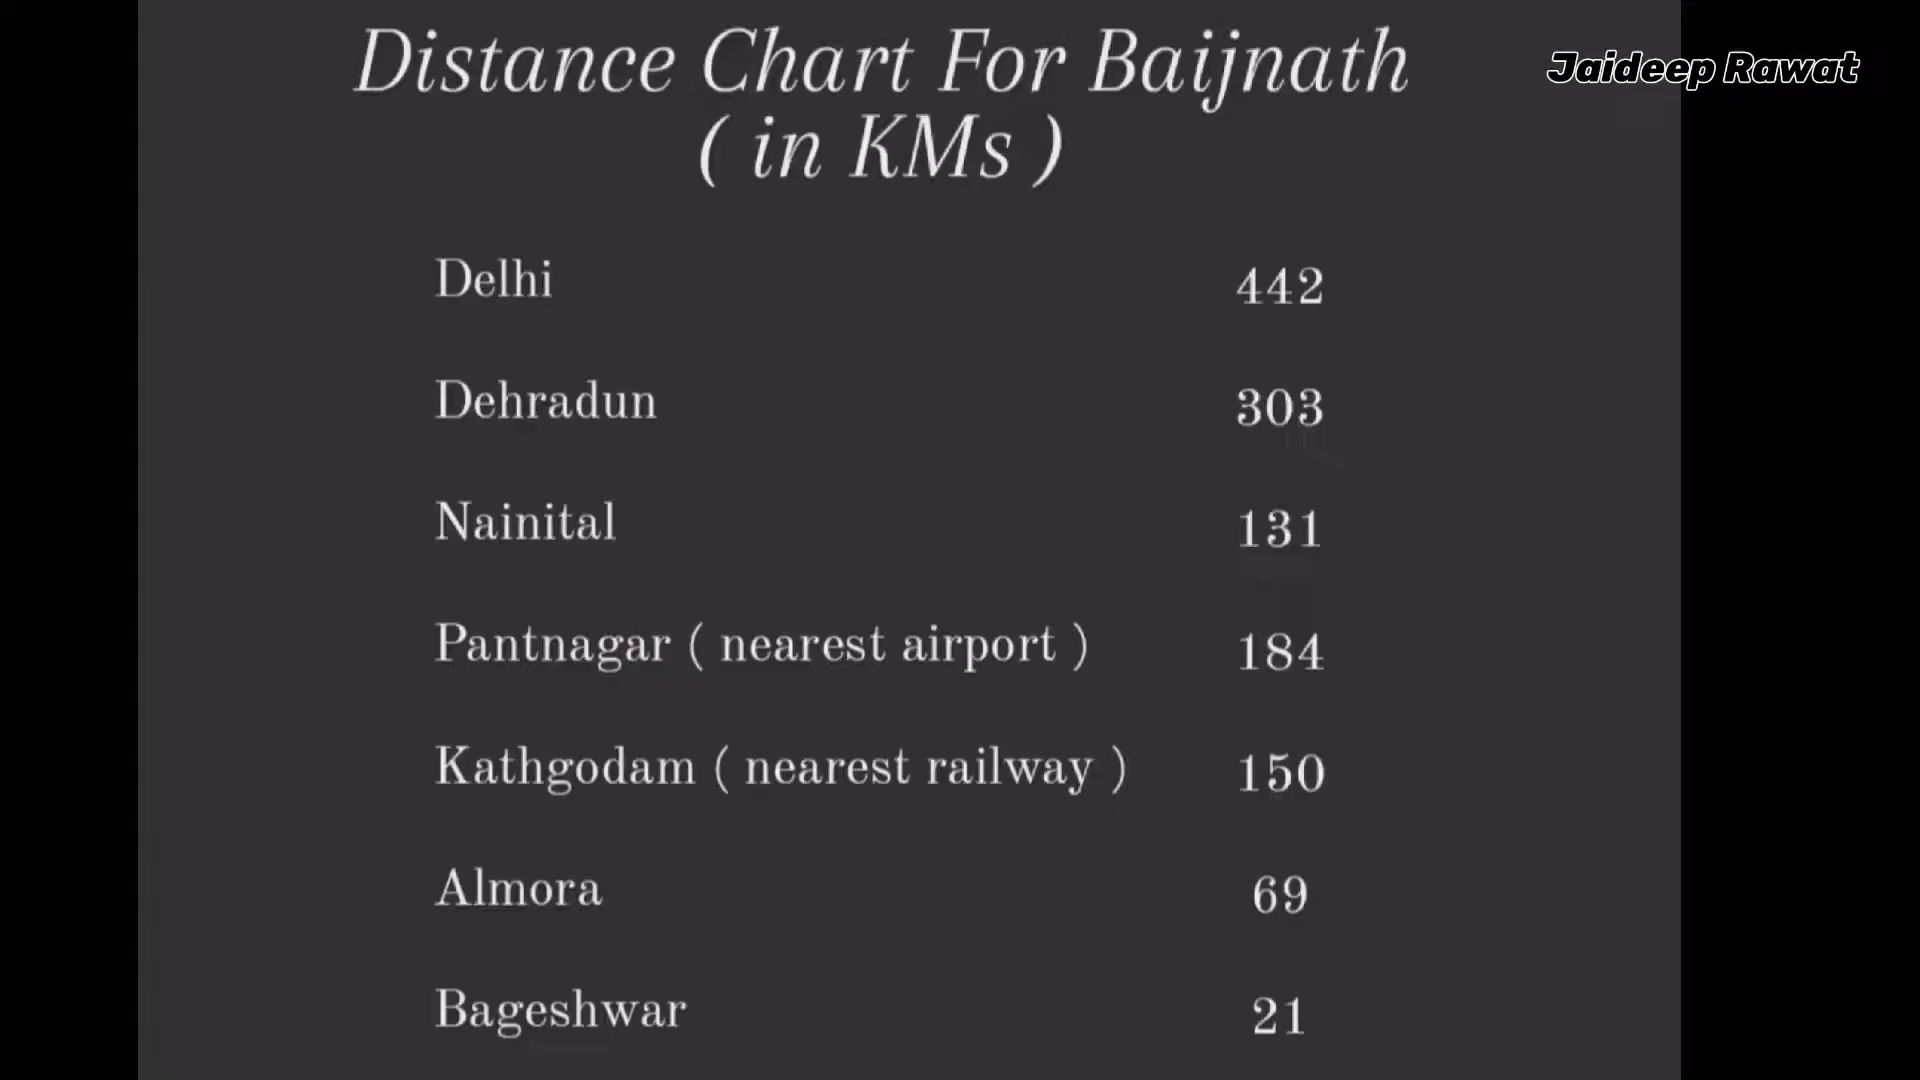 Distance Chart For Baijnath
( in KMs )
Jaideep Rawat
Delhi 442
Dehradun 303
Nainital 131
Pantnagar ( nearest airport ) 184
Kathgodam ( nearest railway ) 150
Almora 69
Bageshwar 21